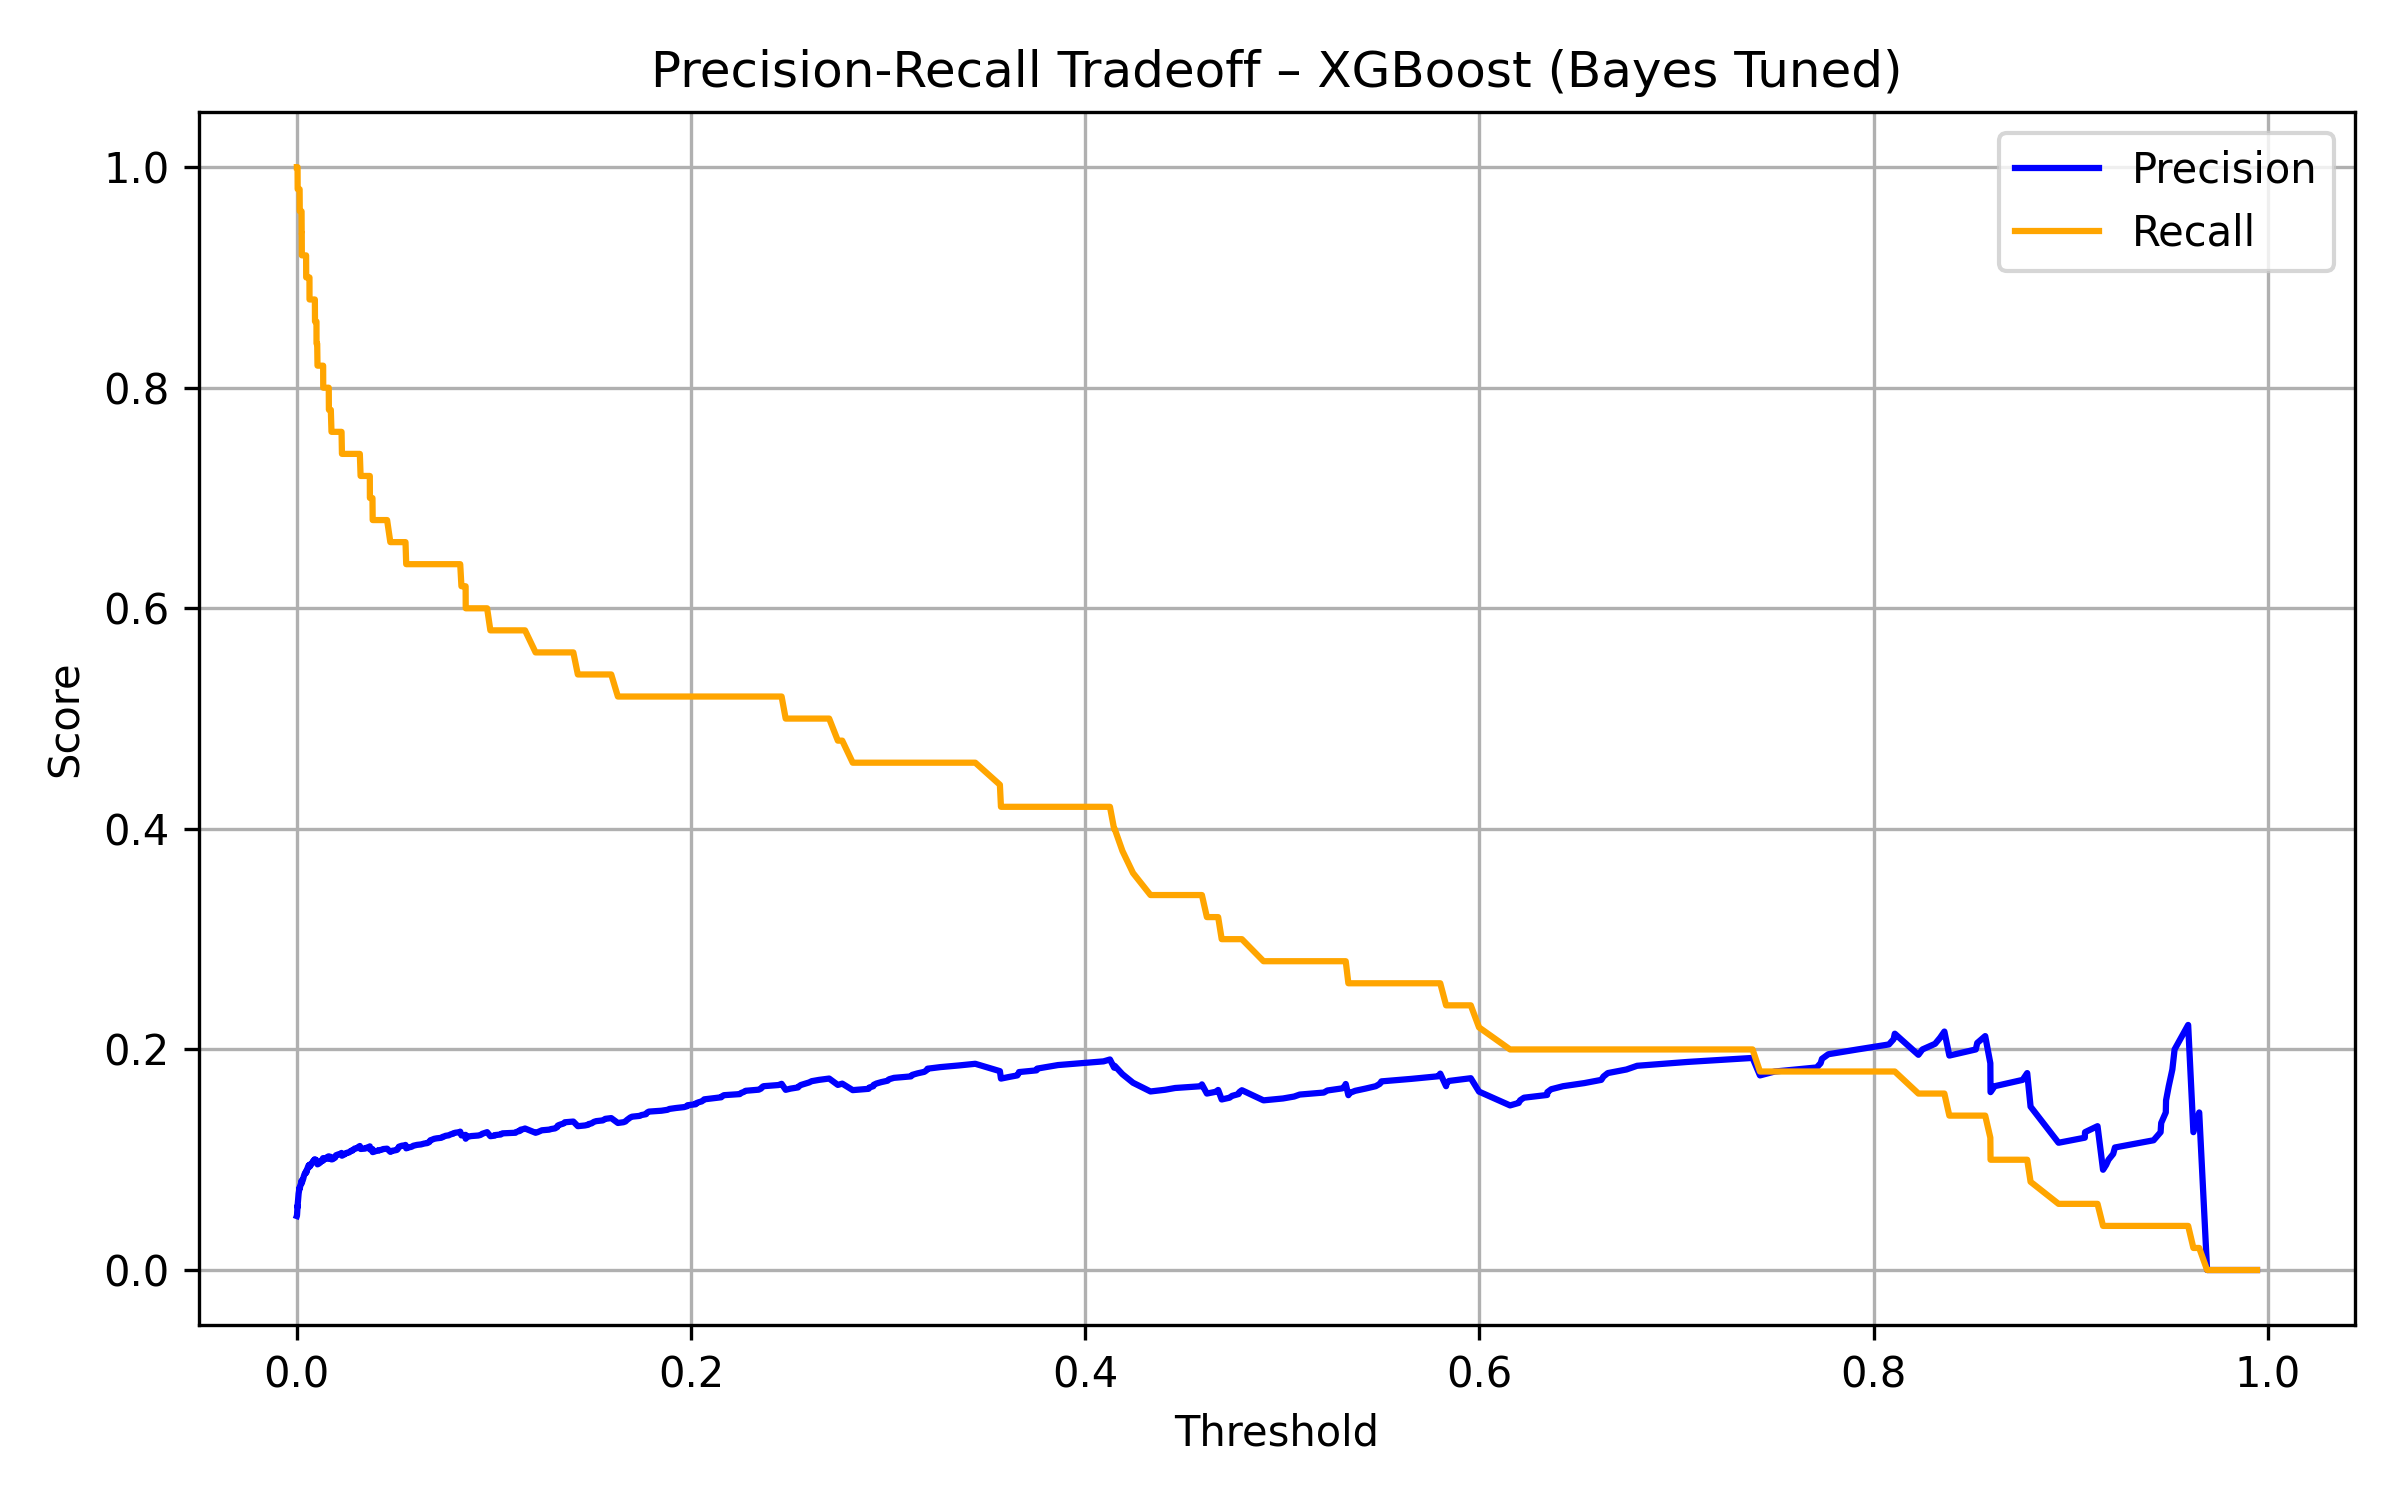 Precision-Recall Tradeoff – XGBoost (Bayes Tuned)
Precision
Recall
1.0
0.8
0.6
0.4
0.2
0.0
Score
0.0 0.2 0.4 0.6 0.8 1.0
Threshold